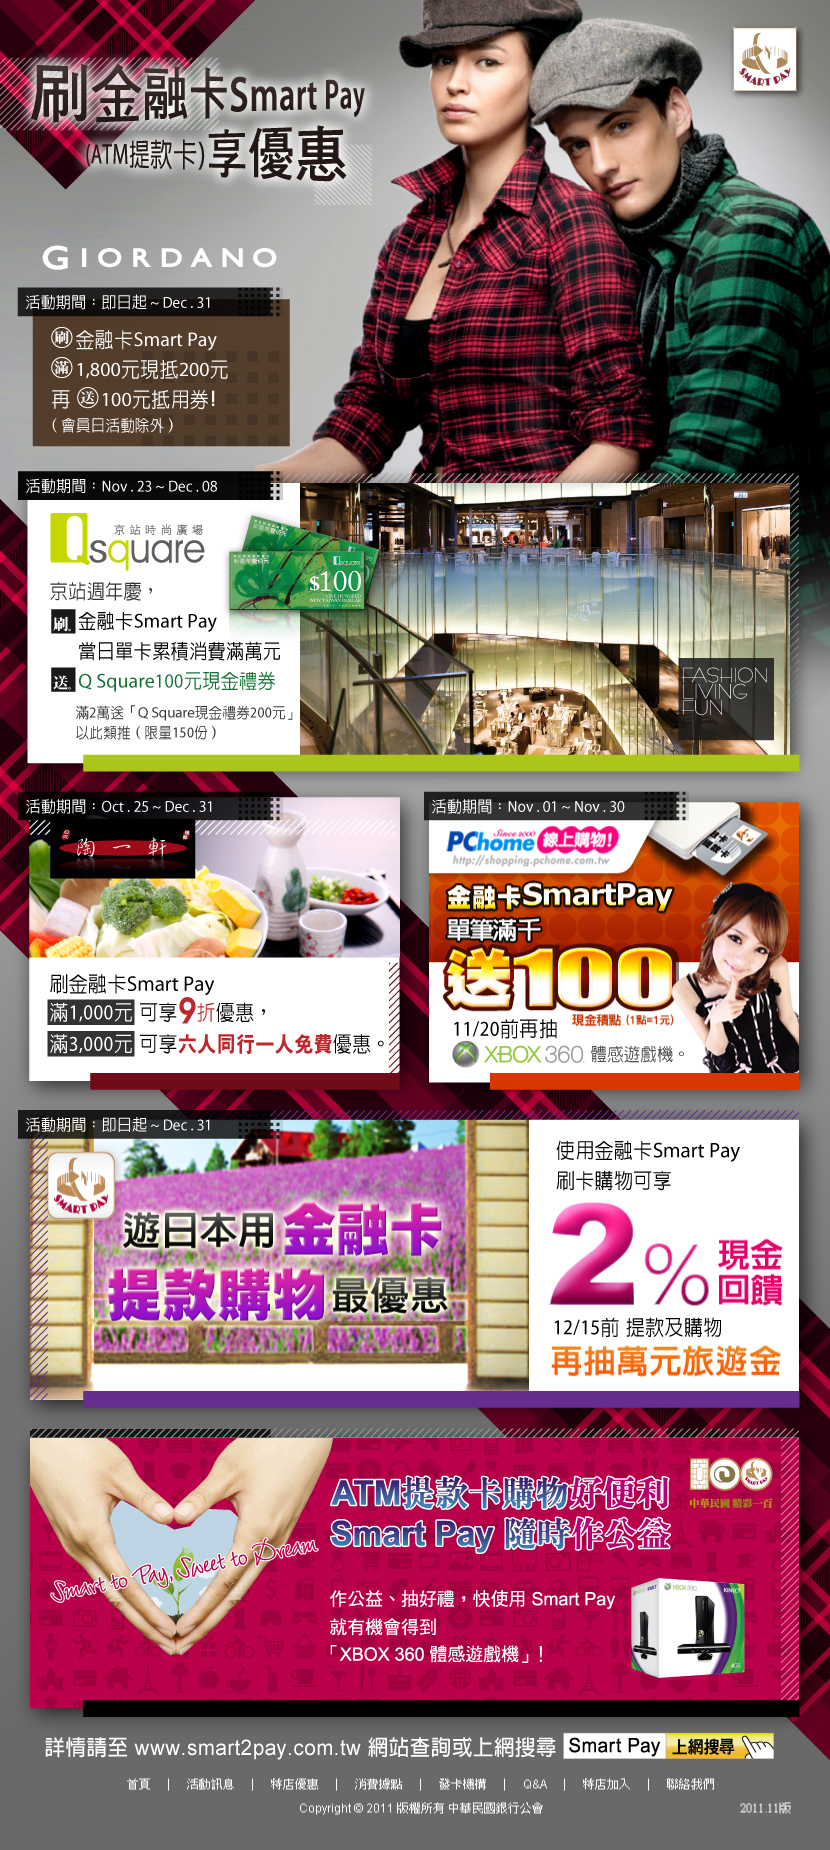 刷金融卡Smart Pay
(ATM提款卡)享優惠
SMART PAY
GIORDANO
活動期間：即日起~Dec.31
刷金融卡Smart Pay
滿1,800元現抵200元
再 送100元抵用券!
（會員日活動除外）
活動期間：Nov.23~Dec.08
京站時尚廣場
Qsquare
Qsquare
$100
京站週年慶，
刷 金融卡Smart Pay
當日單卡累積消費滿萬元
送 Q Square100元現金禮券
滿2萬送「Q Square現金禮券200元」
以此類推（限量150份）
FASHION
LIVING
FUN
活動期間：Oct.25~Dec.31
陶一軒
刷金融卡Smart Pay
滿1,000元 可享9折優惠，
滿3,000元 可享六人同行一人免費優惠。
活動期間：Nov.01~Nov.30
Since 2000
PChome 線上購物!
http://shopping.pchome.com.tw
金融卡SmartPay
單筆滿千
送100
現金積點 (1點=1元)
11/20前再抽
XBOX 360 體感遊戲機。
活動期間：即日起~Dec.31
SMART PAY
遊日本用金融卡
提款購物最優惠
使用金融卡Smart Pay
刷卡購物可享
2%現金回饋
12/15前 提款及購物
再抽萬元旅遊金
Smart to Pay, Sweet to Dream
ATM提款卡購物好便利
Smart Pay 隨時作公益
中華民國 精彩一百
作公益、抽好禮，快使用 Smart Pay
就有機會得到
「XBOX 360 體感遊戲機」!
XBOX 360
KINECT
詳情請至 www.smart2pay.com.tw 網站查詢或上網搜尋 Smart Pay 上網搜尋
首頁 | 活動訊息 | 特店優惠 | 消費據點 | 發卡機構 | Q&A | 特店加入 | 聯絡我們
Copyright © 2011 版權所有 中華民國銀行公會
2011.11版